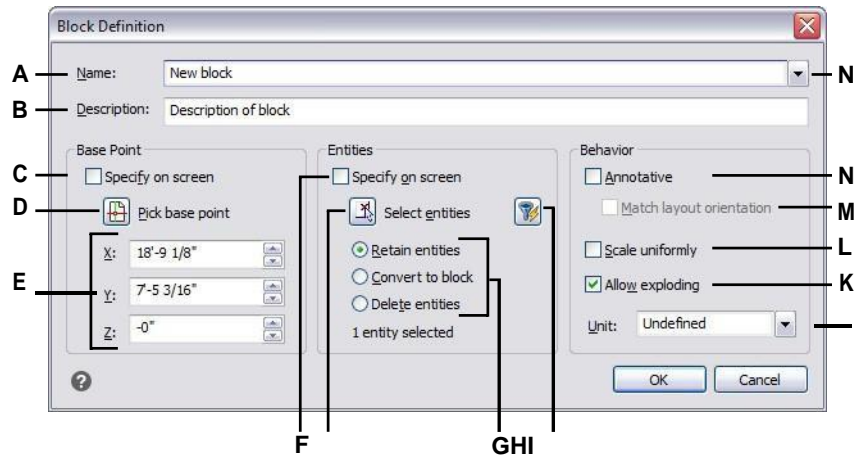 Block Definition
A Name: New block N
B Description: Description of block
Base Point Entities Behavior
C Specify on screen Specify on screen Annotative N
D Pick base point Select entities Match layout orientation M
E X: 18'-9 1/8" Retain entities Scale uniformly L
Y: 7'-5 3/16" Convert to block Allow exploding K
Z: -0" Delete entities Unit: Undefined
1 entity selected
? OK Cancel
F GHI